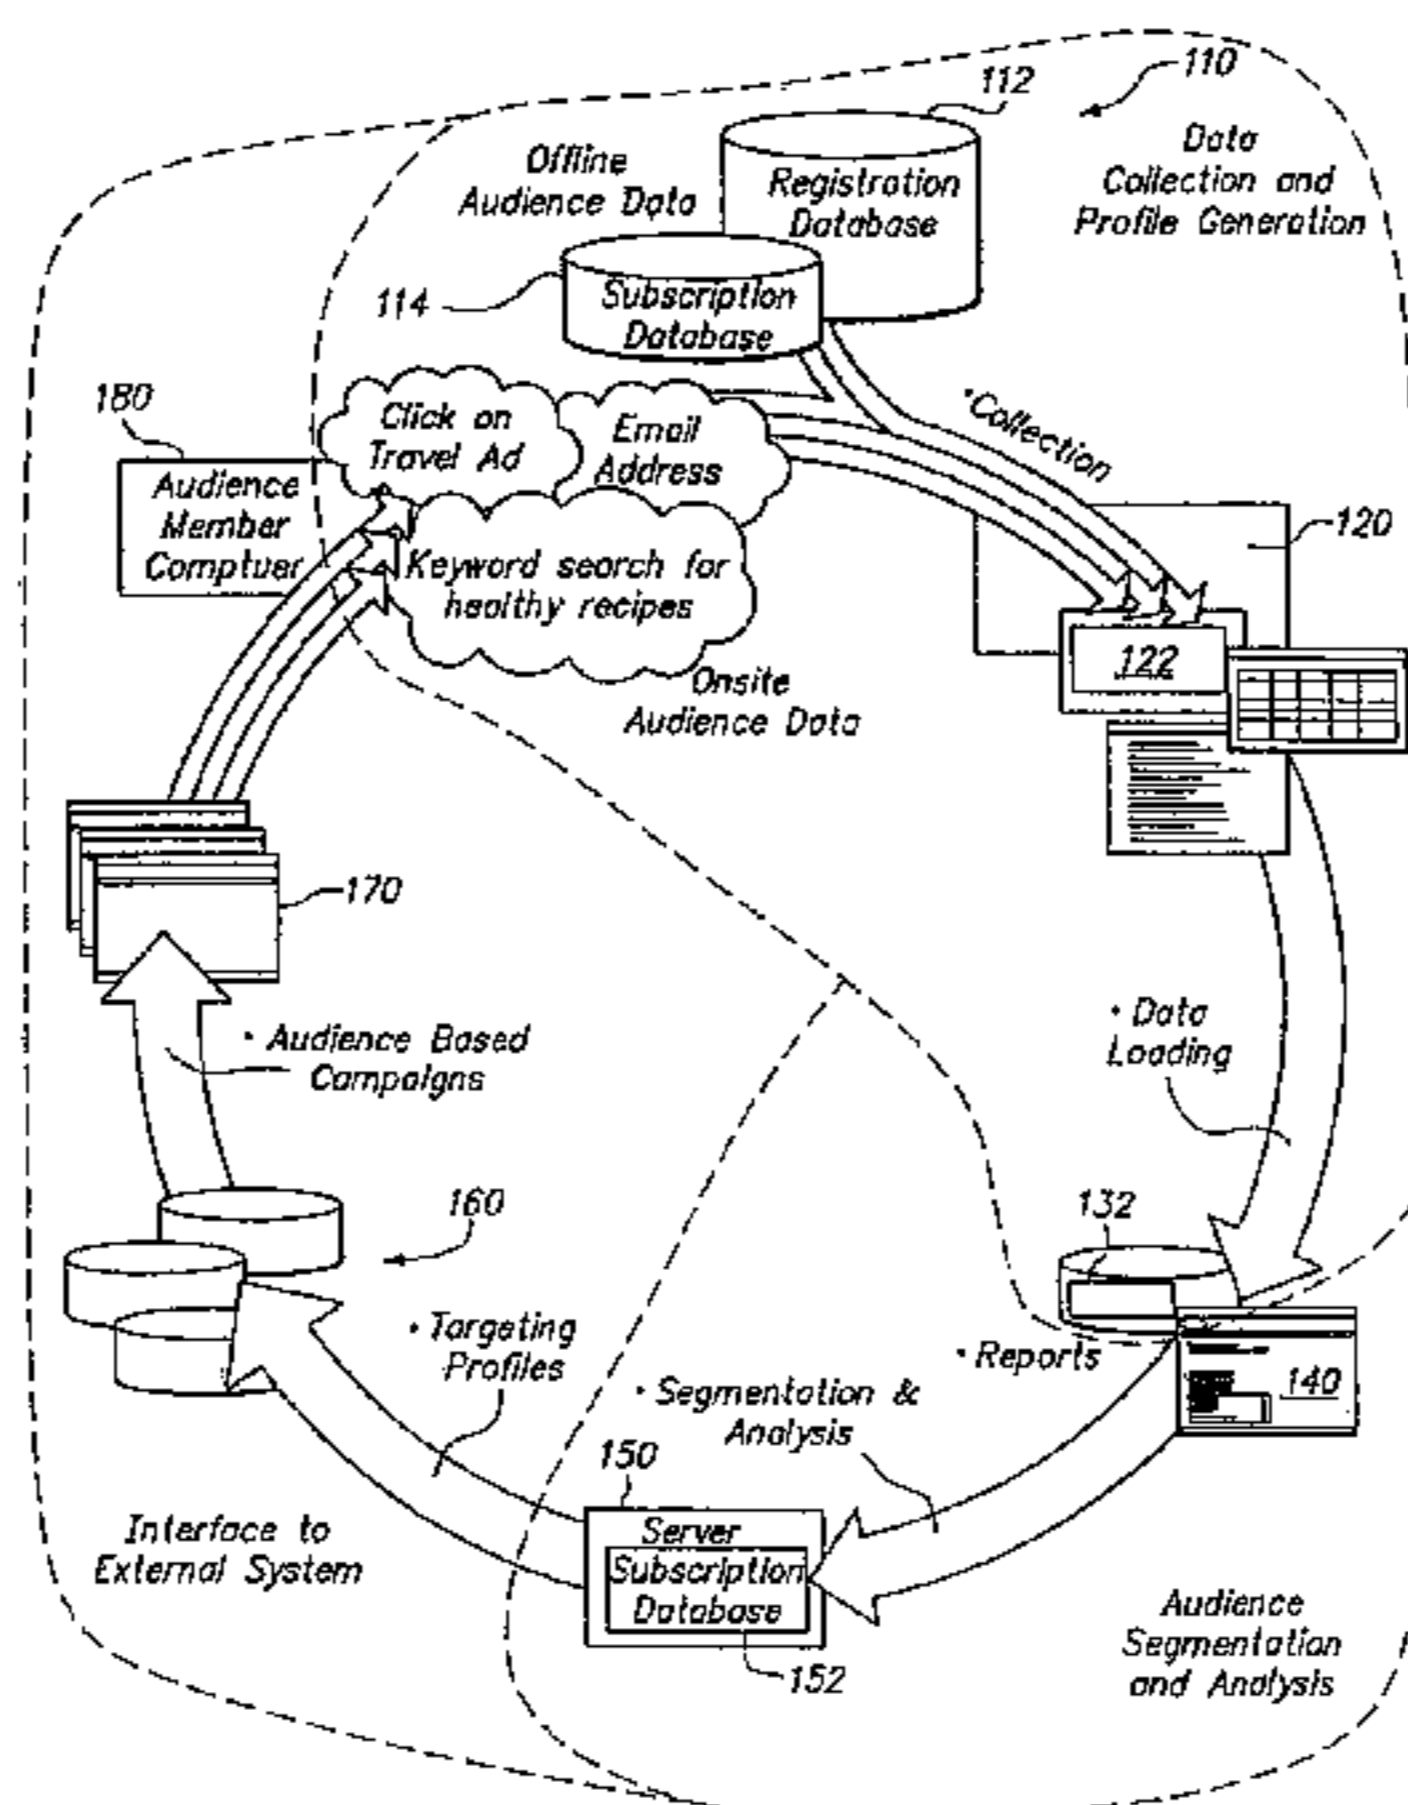 110
112
Data
Collection and
Profile Generation
Offline
Audience Data
Registration
Database
114
Subscription
Database
180
Audience
Member
Comptuer
Click on
Travel Ad
Email
Address
Keyword search for
healthy recipes
Onsite
Audience Data
•Collection
120
122
170
• Audience Based
Campaigns
• Data
Loading
160
132
• Targeting
Profiles
• Reports
140
• Segmentation &
Analysis
150
Server
Subscription
Database
152
Interface to
External System
Audience
Segmentation
and Analysis